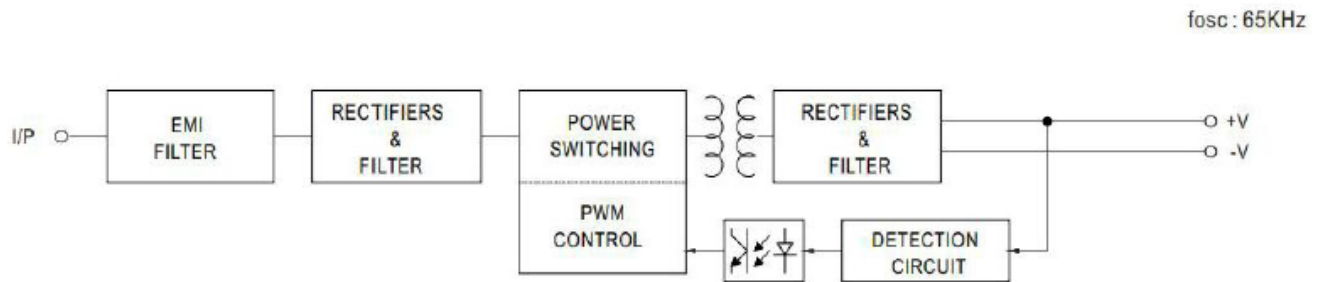 fosc : 65KHz
I/P
EMI
FILTER
RECTIFIERS
&
FILTER
POWER
SWITCHING
PWM
CONTROL
RECTIFIERS
&
FILTER
+V
-V
DETECTION
CIRCUIT